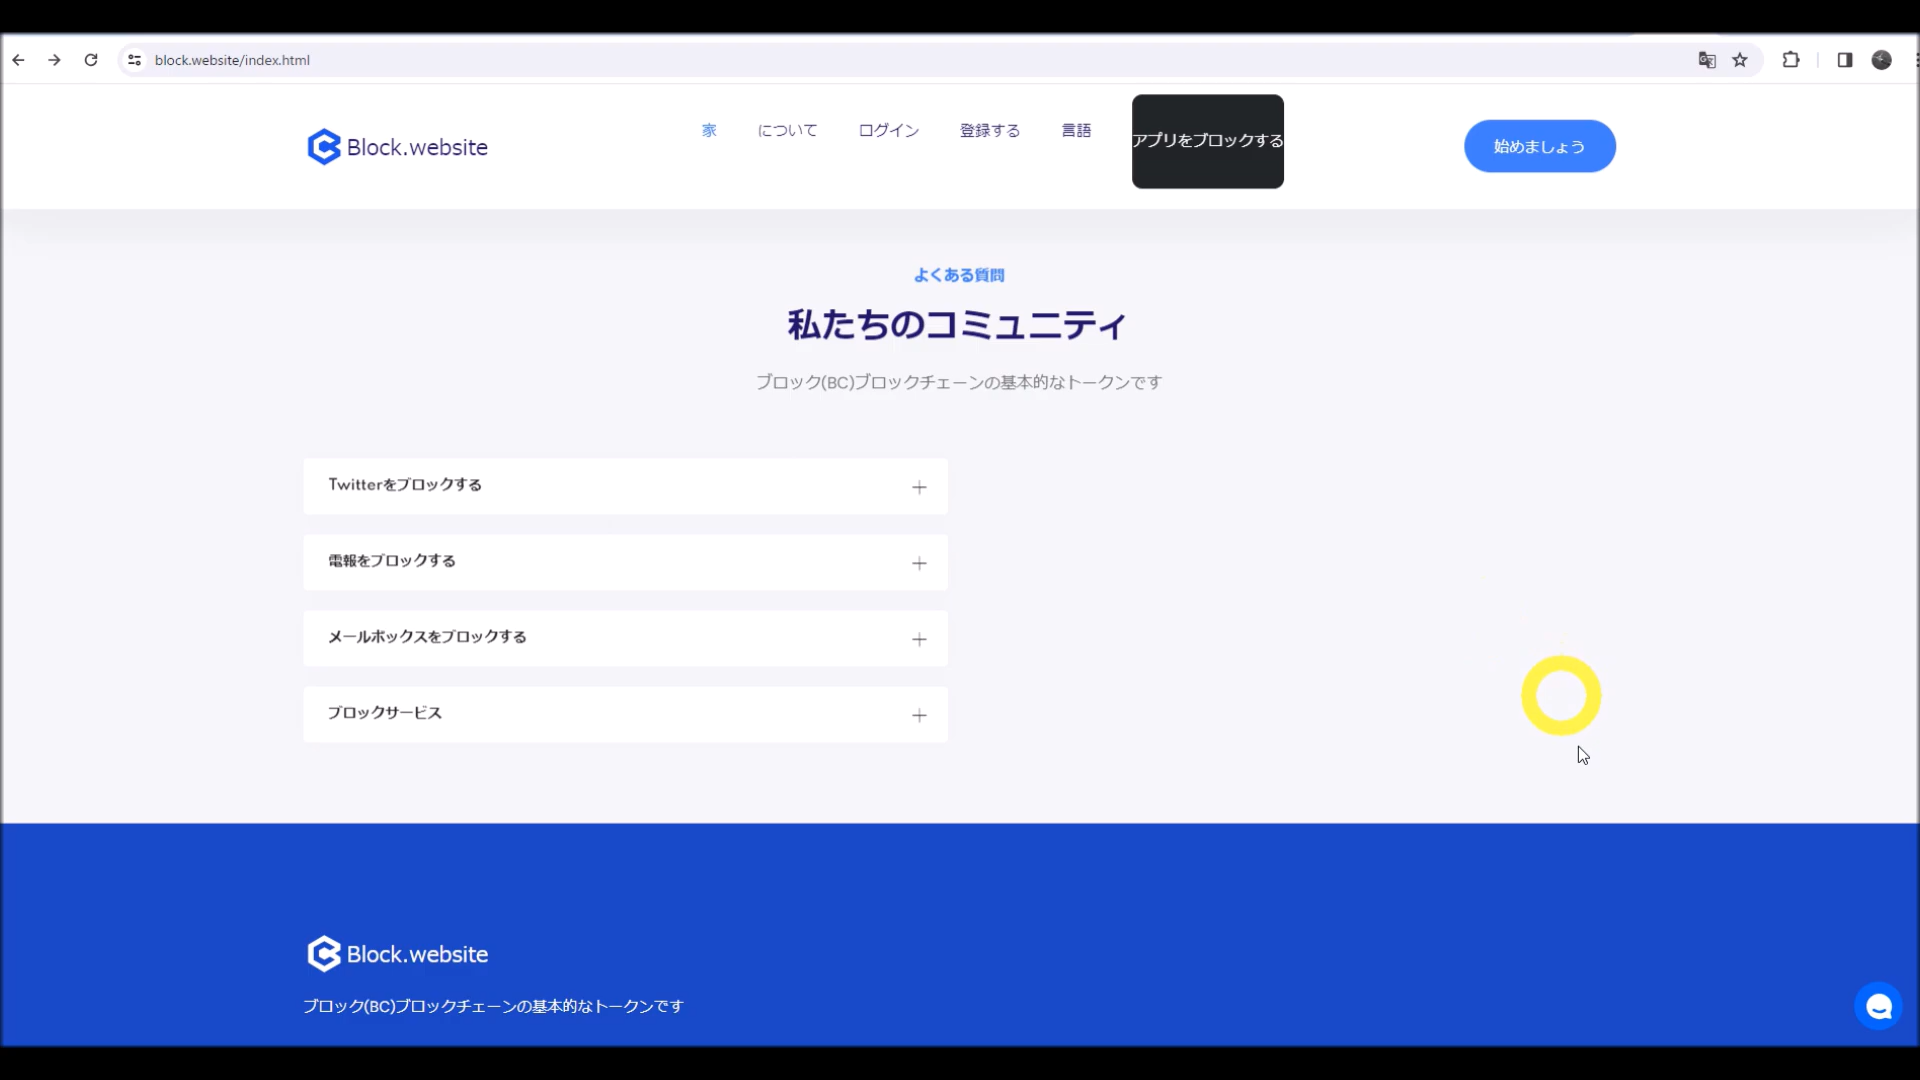 block.website/index.html
Block.website
家 について ログイン 登録する 言語 アプリをブロックする 始めましょう
よくある質問
私たちのコミュニティ
ブロック(BC)ブロックチェーンの基本的なトークンです
Twitterをブロックする
電報をブロックする
メールボックスをブロックする
ブロックサービス
Block.website
ブロック(BC)ブロックチェーンの基本的なトークンです